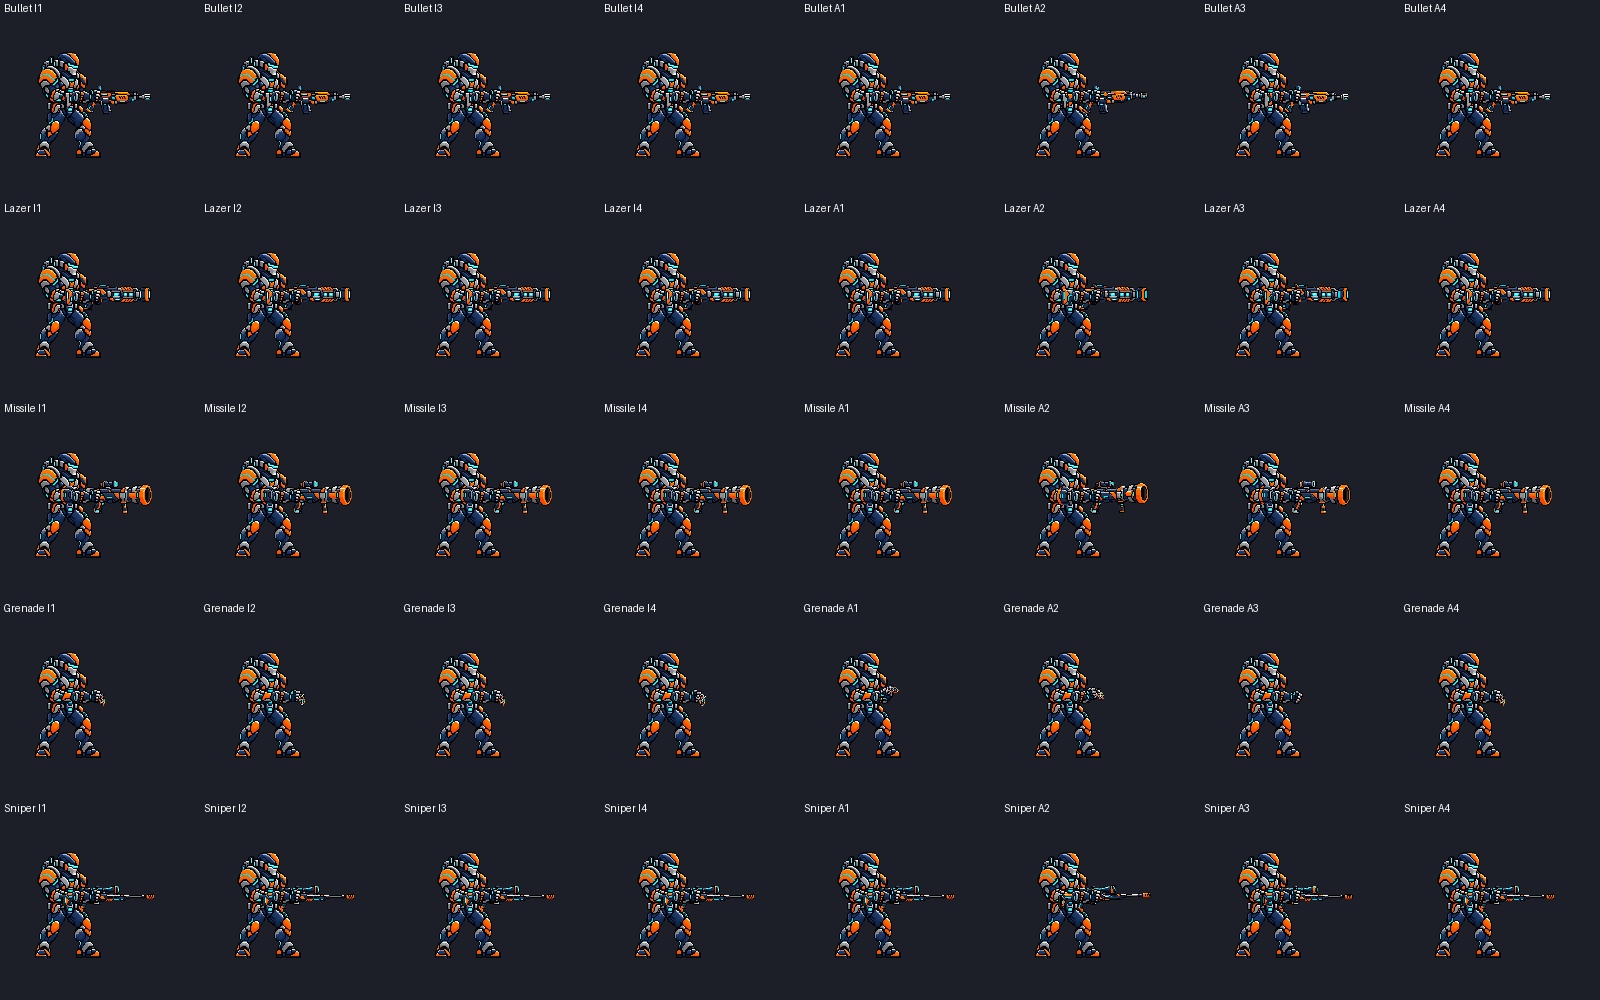 Bullet I1 Bullet I2 Bullet I3 Bullet I4 Bullet A1 Bullet A2 Bullet A3 Bullet A4
Lazer I1 Lazer I2 Lazer I3 Lazer I4 Lazer A1 Lazer A2 Lazer A3 Lazer A4
Missile I1 Missile I2 Missile I3 Missile I4 Missile A1 Missile A2 Missile A3 Missile A4
Grenade I1 Grenade I2 Grenade I3 Grenade I4 Grenade A1 Grenade A2 Grenade A3 Grenade A4
Sniper I1 Sniper I2 Sniper I3 Sniper I4 Sniper A1 Sniper A2 Sniper A3 Sniper A4